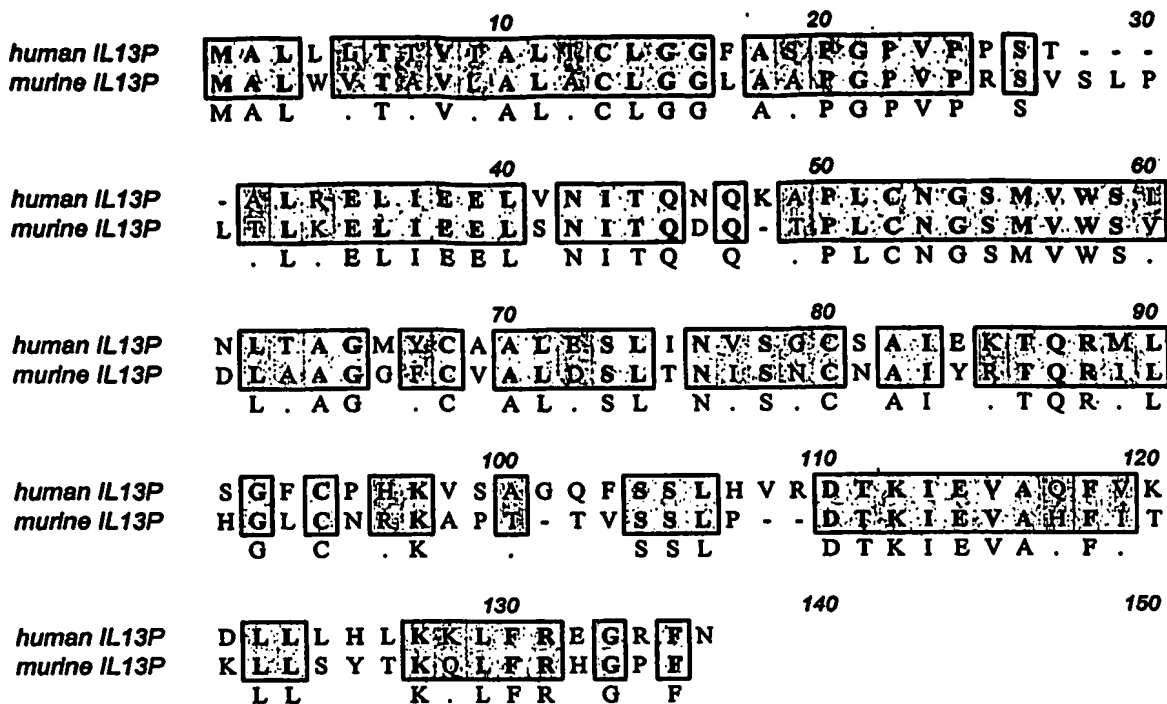 10 20 30
human IL13P M A L L L T T V I A L T C L G G F A S P G P V P P S T - - -
murine IL13P M A L W V T A V L A L A C L G G L A A P G P V P R S V S L P
M A L . T . V . A L . C L G G A . P G P V P S
40 50 60
human IL13P - A L R E L I E E L V N I T Q N Q K A P L C N G S M V W S I
murine IL13P L T L K E L I E E L S N I T Q D Q - T P L C N G S M V W S V
. L . E L I E E L N I T Q Q . P L C N G S M V W S .
70 80 90
human IL13P N L T A G M Y C A A L E S L I N V S G C S A I E K T Q R M L
murine IL13P D L A A G G F C V A L D S L T N I S N C N A I Y R T Q R I L
L . A G . C A L . S L N . S . C A I . T Q R . L
100 110 120
human IL13P S G F C P H K V S A G Q F S S L H V R D T K I E V A Q F V K
murine IL13P H G L C N R K A P T - T V S S L P - - D T K I E V A H F I T
G C . K . S S L D T K I E V A . F .
130 140 150
human IL13P D L L L H L K K L F R E G R F N
murine IL13P K L L S Y T K Q L F R H G P F
L L K . L F R G F